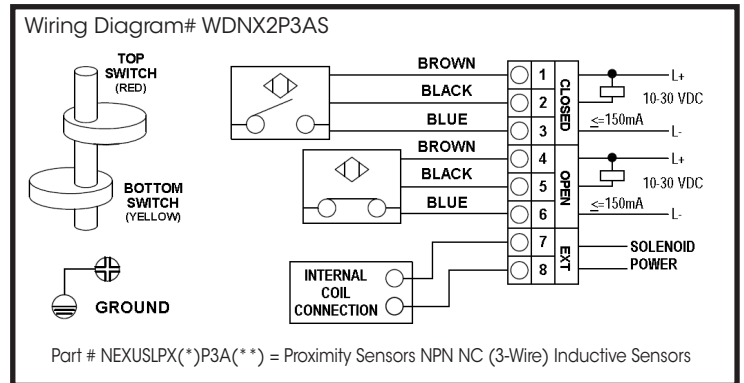 Wiring Diagram# WDNX2P3AS
TOP
SWITCH
(RED)
BOTTOM
SWITCH
(YELLOW)
GROUND
BROWN
BLACK
BLUE
BROWN
BLACK
BLUE
INTERNAL
COIL
CONNECTION
1
2
3
4
5
6
7
8
CLOSED
OPEN
EXT
L+
10-30 VDC
<=150mA
L-
L+
10-30 VDC
<=150mA
L-
SOLENOID
POWER
Part # NEXUSLPX(*)P3A(**) = Proximity Sensors NPN NC (3-Wire) Inductive Sensors